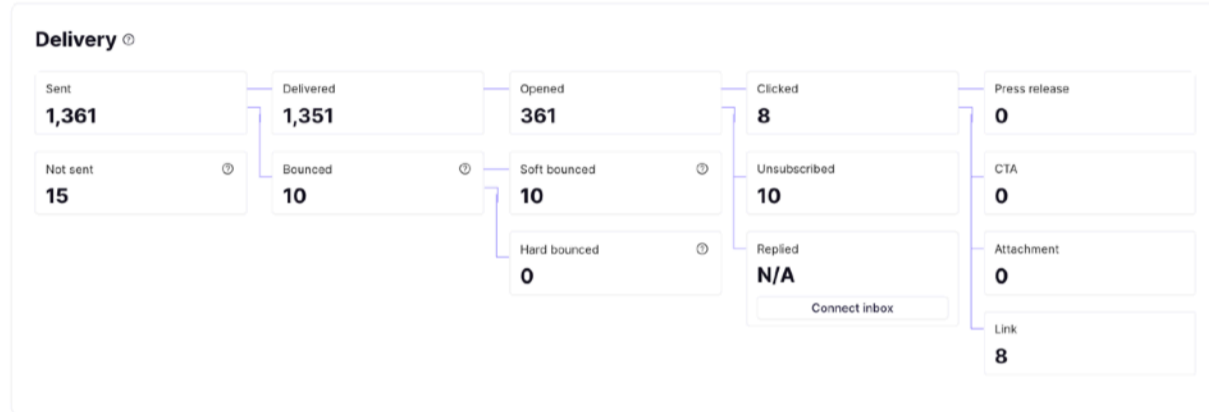 Delivery
Sent
1,361
Delivered
1,351
Opened
361
Clicked
8
Press release
0
Not sent
15
Bounced
10
Soft bounced
10
Unsubscribed
10
CTA
0
Hard bounced
0
Replied
N/A
Connect inbox
Attachment
0
Link
8